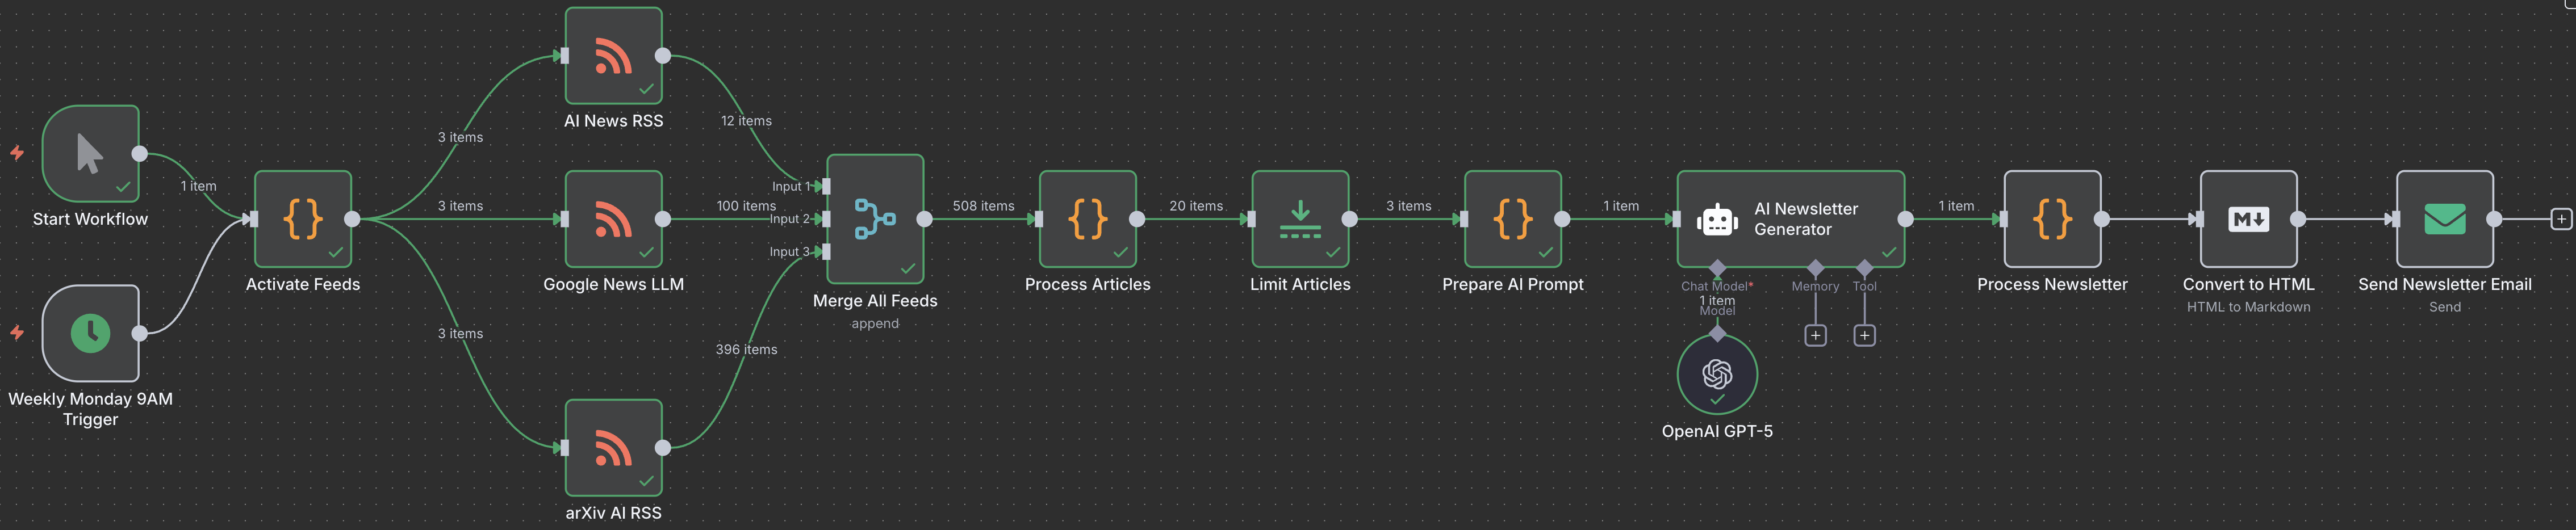 Start Workflow
1 item
Weekly Monday 9AM
Trigger
Activate Feeds
3 items
3 items
3 items
AI News RSS
Google News LLM
arXiv AI RSS
12 items
100 items
396 items
Input 1
Input 2
Input 3
Merge All Feeds
append
508 items
{}
Process Articles
20 items
Limit Articles
3 items
{}
Prepare AI Prompt
1 item
AI Newsletter
Generator
Chat Model*
Memory
Tool
1 item
Model
OpenAI GPT-5
1 item
{}
Process Newsletter
M↓
Convert to HTML
HTML to Markdown
Send Newsletter Email
Send